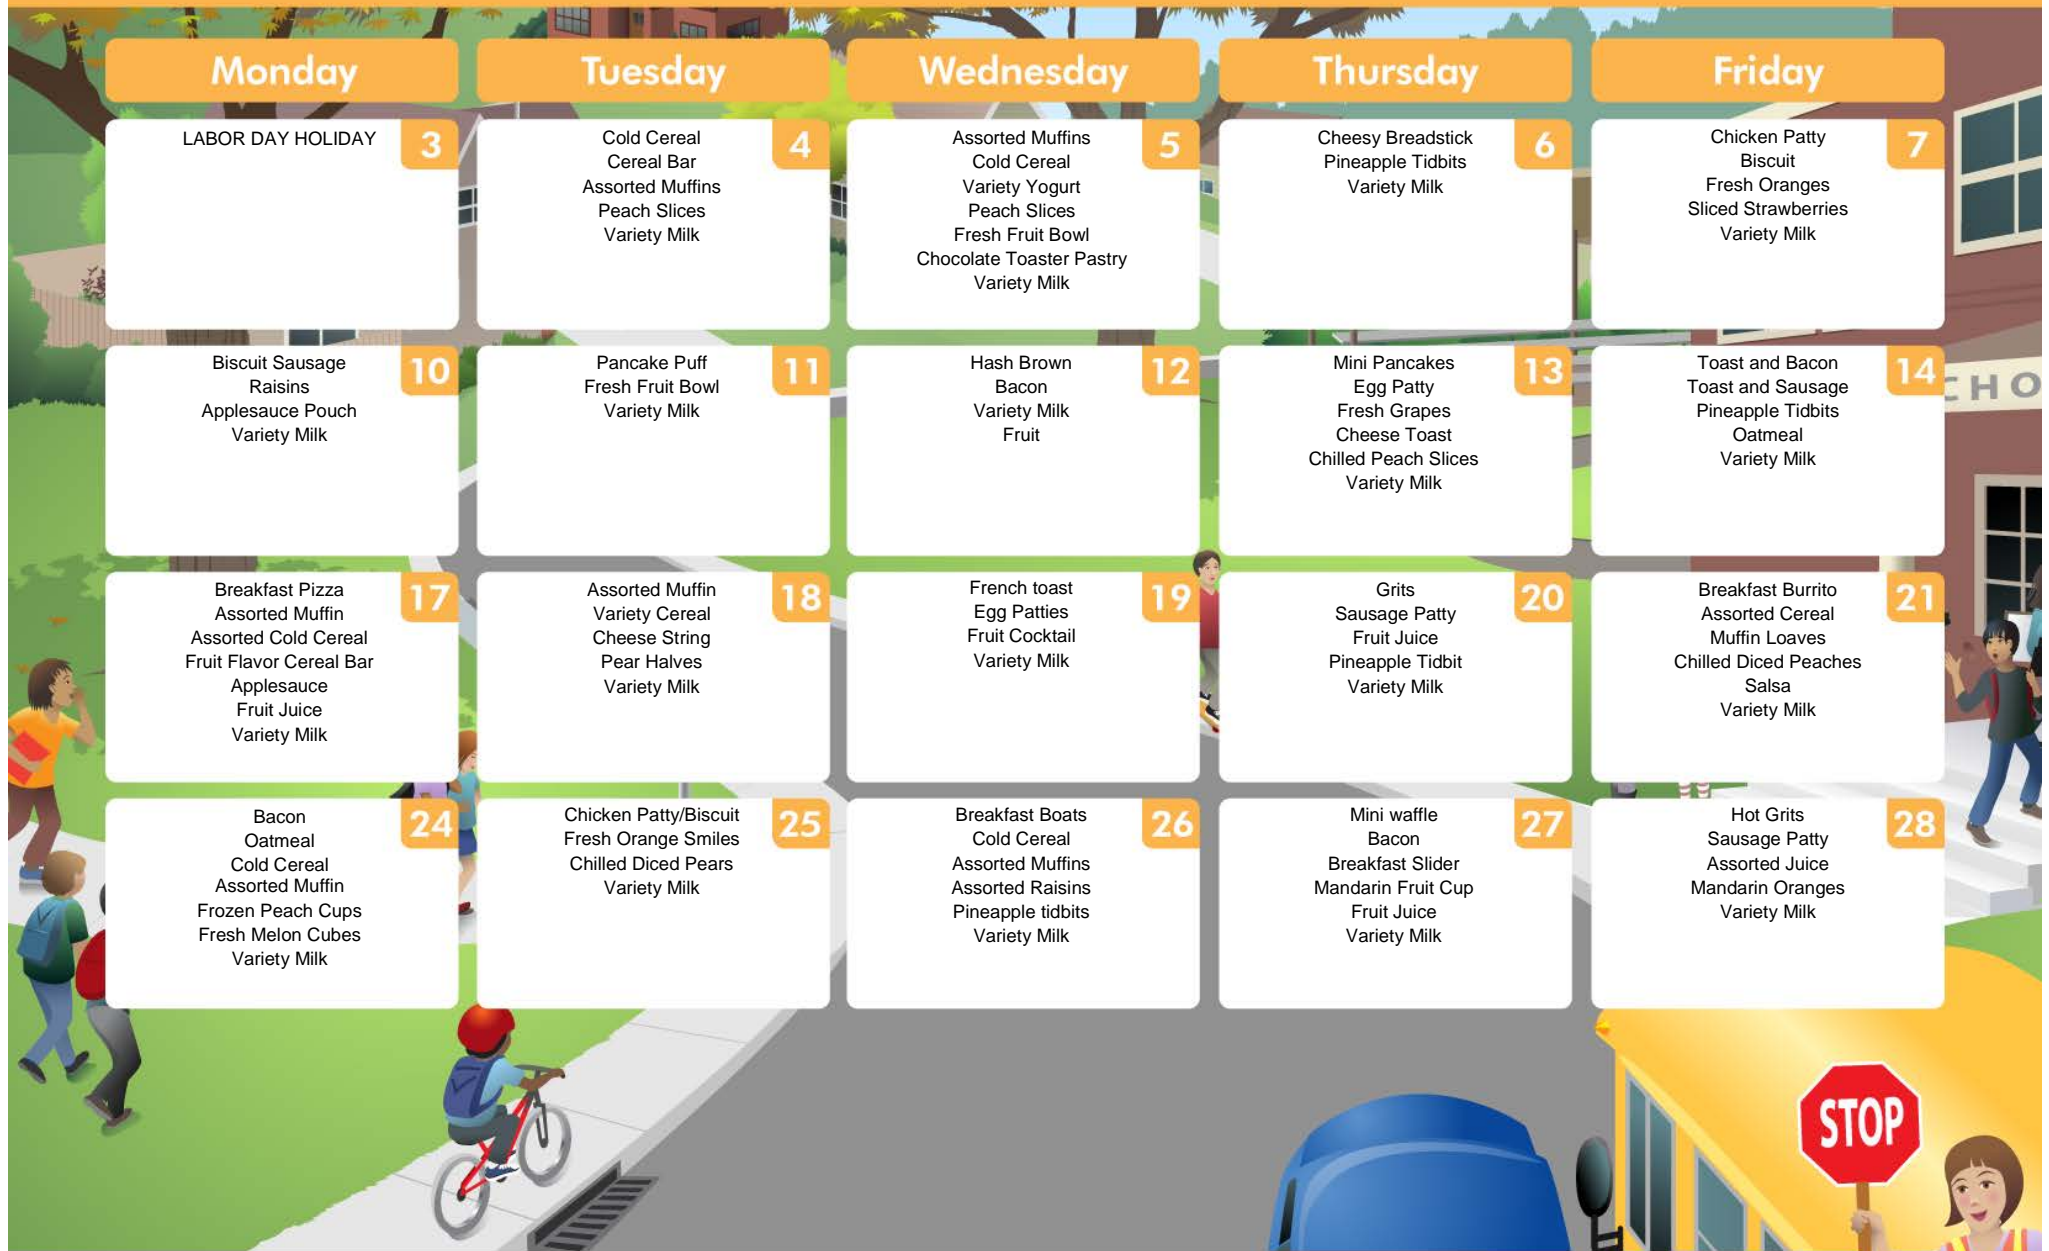 Monday
Tuesday
Wednesday
Thursday
Friday
LABOR DAY HOLIDAY
3
Cold Cereal
Cereal Bar
Assorted Muffins
Peach Slices
Variety Milk
4
Assorted Muffins
Cold Cereal
Variety Yogurt
Peach Slices
Fresh Fruit Bowl
Chocolate Toaster Pastry
Variety Milk
5
Cheesy Breadstick
Pineapple Tidbits
Variety Milk
6
Chicken Patty
Biscuit
Fresh Oranges
Sliced Strawberries
Variety Milk
7
Biscuit Sausage
Raisins
Applesauce Pouch
Variety Milk
10
Pancake Puff
Fresh Fruit Bowl
Variety Milk
11
Hash Brown
Bacon
Variety Milk
Fruit
12
Mini Pancakes
Egg Patty
Fresh Grapes
Cheese Toast
Chilled Peach Slices
Variety Milk
13
Toast and Bacon
Toast and Sausage
Pineapple Tidbits
Oatmeal
Variety Milk
14
CHO
Breakfast Pizza
Assorted Muffin
Assorted Cold Cereal
Fruit Flavor Cereal Bar
Applesauce
Fruit Juice
Variety Milk
17
Assorted Muffin
Variety Cereal
Cheese String
Pear Halves
Variety Milk
18
French toast
Egg Patties
Fruit Cocktail
Variety Milk
19
Grits
Sausage Patty
Fruit Juice
Pineapple Tidbit
Variety Milk
20
Breakfast Burrito
Assorted Cereal
Muffin Loaves
Chilled Diced Peaches
Salsa
Variety Milk
21
Bacon
Oatmeal
Cold Cereal
Assorted Muffin
Frozen Peach Cups
Fresh Melon Cubes
Variety Milk
24
Chicken Patty/Biscuit
Fresh Orange Smiles
Chilled Diced Pears
Variety Milk
25
Breakfast Boats
Cold Cereal
Assorted Muffins
Assorted Raisins
Pineapple tidbits
Variety Milk
26
Mini waffle
Bacon
Breakfast Slider
Mandarin Fruit Cup
Fruit Juice
Variety Milk
27
Hot Grits
Sausage Patty
Assorted Juice
Mandarin Oranges
Variety Milk
28
STOP